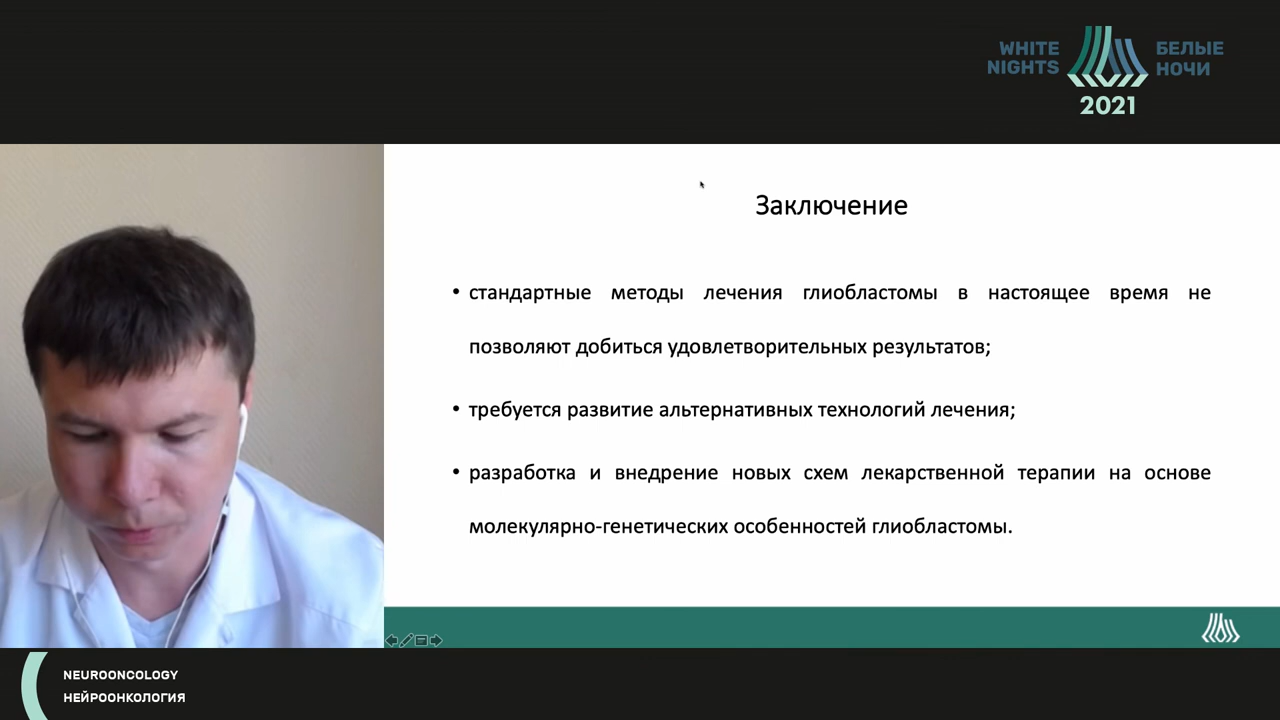 WHITE
NIGHTS
БЕЛЫЕ
НОЧИ
2021
Заключение
• стандартные методы лечения глиобластомы в настоящее время не
позволяют добиться удовлетворительных результатов;
• требуется развитие альтернативных технологий лечения;
• разработка и внедрение новых схем лекарственной терапии на основе
молекулярно-генетических особенностей глиобластомы.
NEUROONCOLOGY
НЕЙРООНКОЛОГИЯ